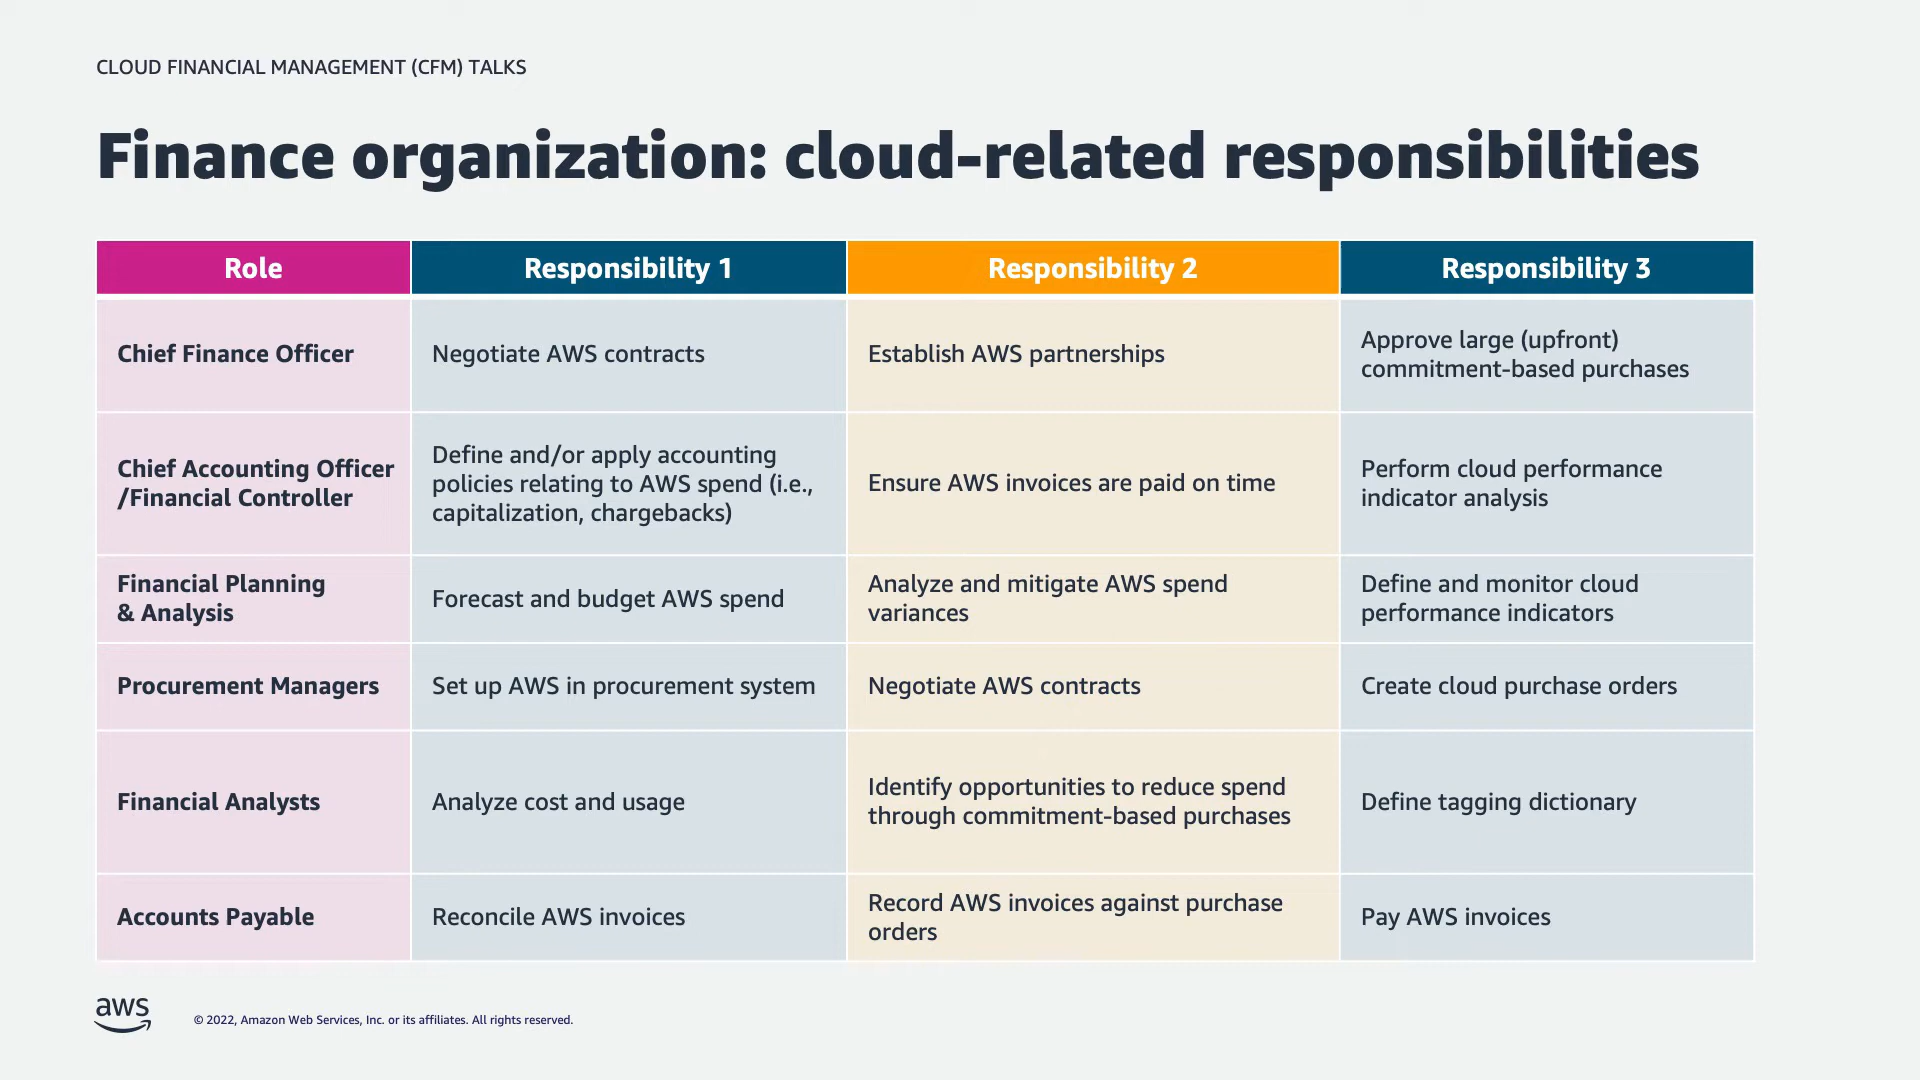 CLOUD FINANCIAL MANAGEMENT (CFM) TALKS
Finance organization: cloud-related responsibilities
Role
Responsibility 1
Responsibility 2
Responsibility 3
Chief Finance Officer
Negotiate AWS contracts
Establish AWS partnerships
Approve large (upfront)
commitment-based purchases
Chief Accounting Officer
/Financial Controller
Define and/or apply accounting
policies relating to AWS spend (i.e.,
capitalization, chargebacks)
Ensure AWS invoices are paid on time
Perform cloud performance
indicator analysis
Financial Planning
& Analysis
Forecast and budget AWS spend
Analyze and mitigate AWS spend
variances
Define and monitor cloud
performance indicators
Procurement Managers
Set up AWS in procurement system
Negotiate AWS contracts
Create cloud purchase orders
Financial Analysts
Analyze cost and usage
Identify opportunities to reduce spend
through commitment-based purchases
Define tagging dictionary
Accounts Payable
Reconcile AWS invoices
Record AWS invoices against purchase
orders
Pay AWS invoices
aws
© 2022, Amazon Web Services, Inc. or its affiliates. All rights reserved.